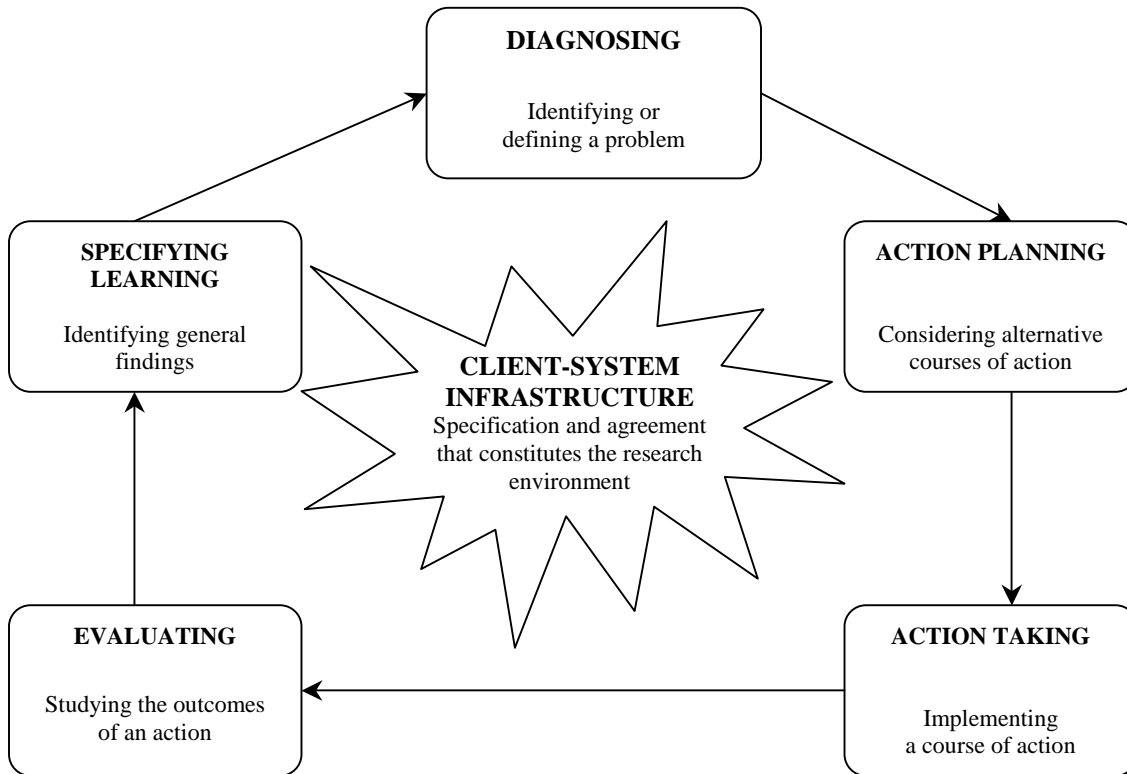 DIAGNOSING
Identifying or
defining a problem
SPECIFYING
LEARNING
Identifying general
findings
ACTION PLANNING
Considering alternative
courses of action
CLIENT-SYSTEM
INFRASTRUCTURE
Specification and agreement
that constitutes the research
environment
EVALUATING
Studying the outcomes
of an action
ACTION TAKING
Implementing
a course of action